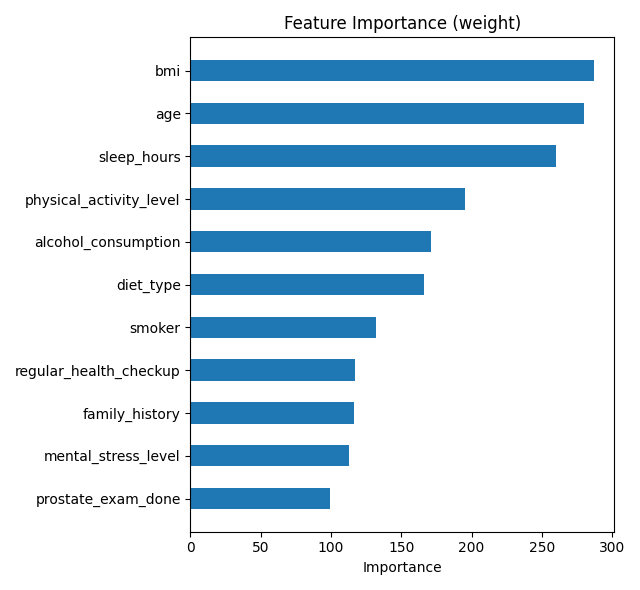 Feature Importance (weight)
bmi
age
sleep_hours
physical_activity_level
alcohol_consumption
diet_type
smoker
regular_health_checkup
family_history
mental_stress_level
prostate_exam_done
0 50 100 150 200 250 300
Importance